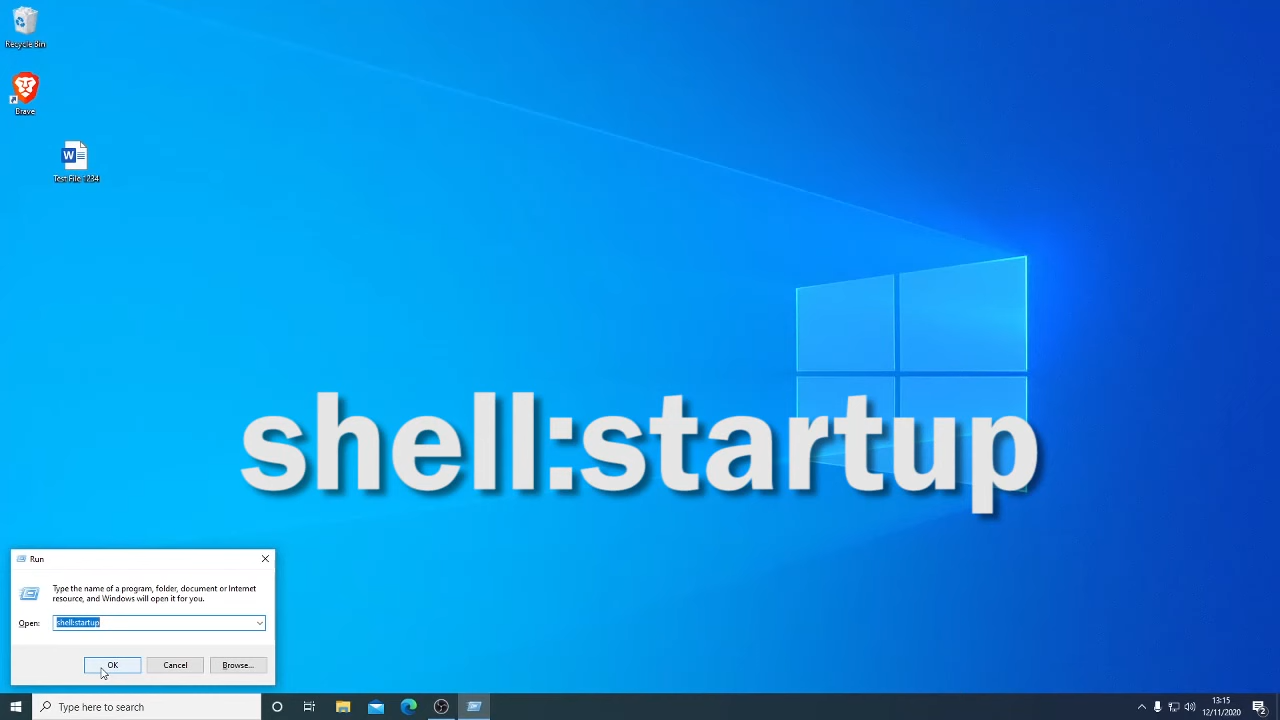 Recycle Bin
Brave
Test File 1234
shell:startup
Run
Type the name of a program, folder, document or Internet
resource, and Windows will open it for you.
Open:
shell:startup
OK
Cancel
Browse...
Type here to search
13:15
12/11/2020
2